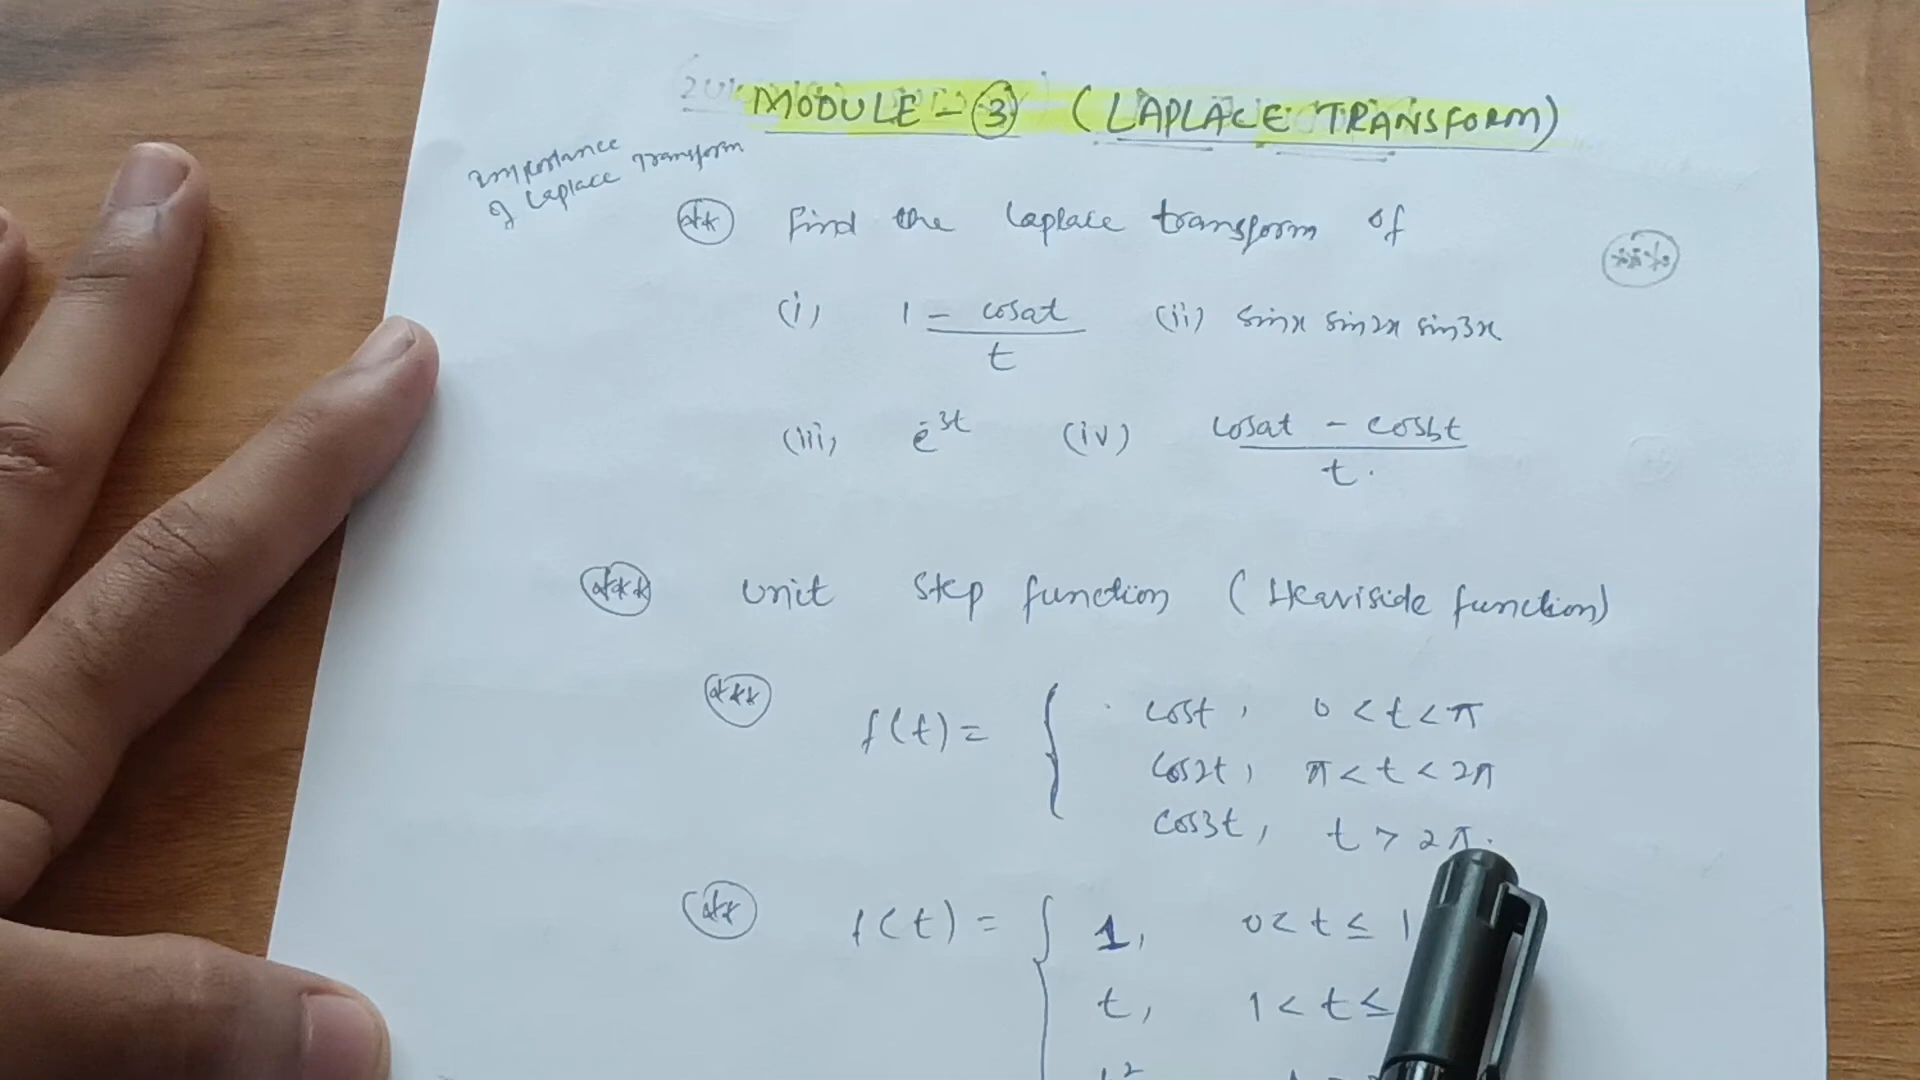 MODULE - ③ (LAPLACE TRANSFORM)
Importance of Laplace Transform
** Find the laplace transform of
(i) 1 - cosat / t (ii) sinx sin2x sin3x
(iii) e^3t (iv) cosat - cosbt / t.
*** Unit step function (Heaviside function)
*** f(t) = { cost, 0 < t < π
cos2t, π < t < 2π
cos3t, t > 2π.
** f(t) = { 1, 0 < t ≤ 1
t, 1 < t ≤